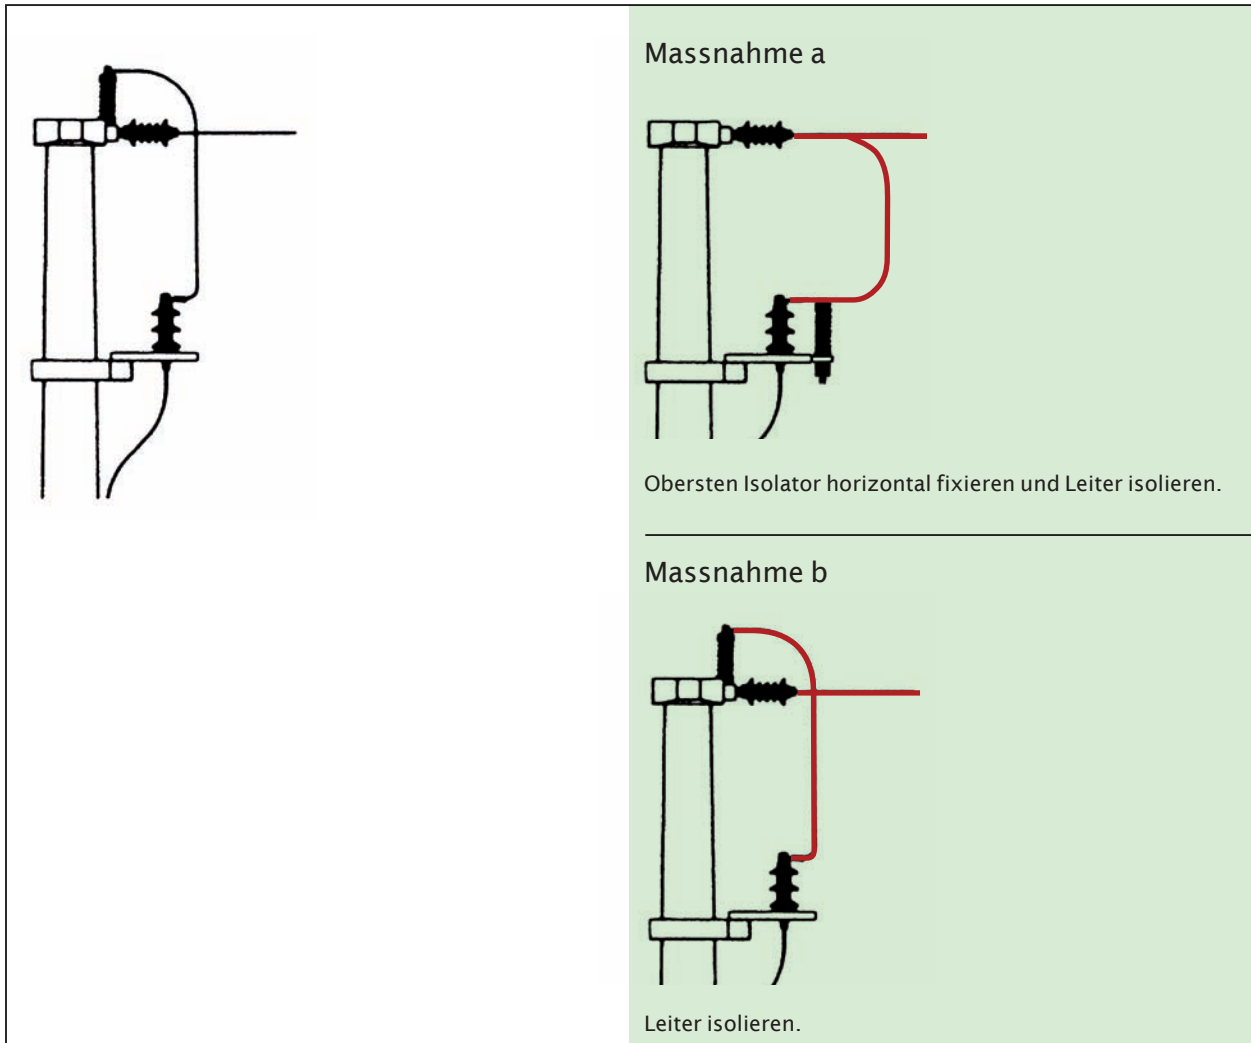 Massnahme a
Obersten Isolator horizontal fixieren und Leiter isolieren.
Massnahme b
Leiter isolieren.